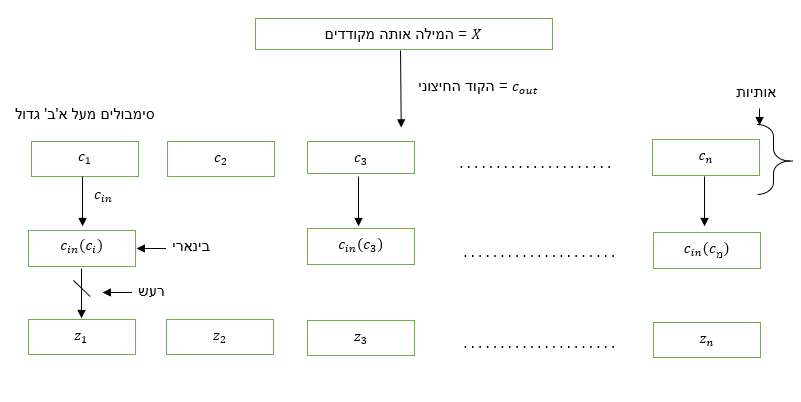 X = המילה אותה מקודדים
הקוד החיצוני = c_out
אותיות
סימבולים מעל א'ב' גדול
c_1
c_2
c_3
. . . . . . . . . . . . . . . . . . . . .
c_n
c_in
c_in(c_i)
בינארי
c_in(c_3)
. . . . . . . . . . . . . . . . . . . . .
c_in(c_מ)
רעש
z_1
z_2
z_3
. . . . . . . . . . . . . . . . . . . . .
z_n